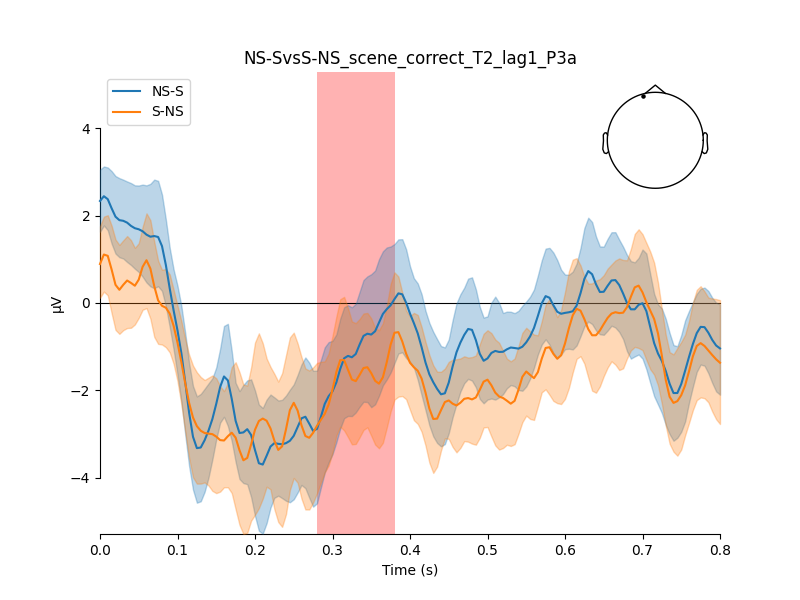 NS-SvsS-NS_scene_correct_T2_lag1_P3a
NS-S
S-NS
4
2
0
−2
−4
µV
0.0 0.1 0.2 0.3 0.4 0.5 0.6 0.7 0.8
Time (s)